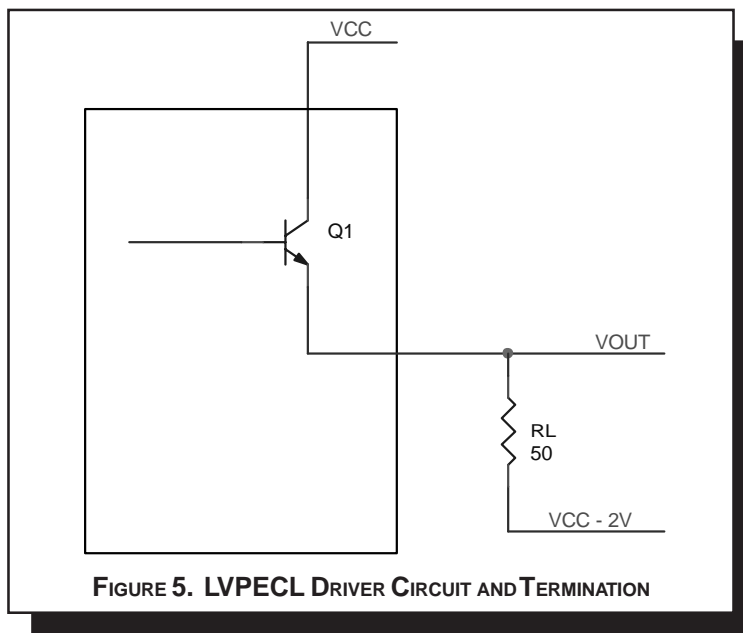 VCC
Q1
VOUT
RL
50
VCC - 2V
FIGURE 5. LVPECL DRIVER CIRCUIT AND TERMINATION